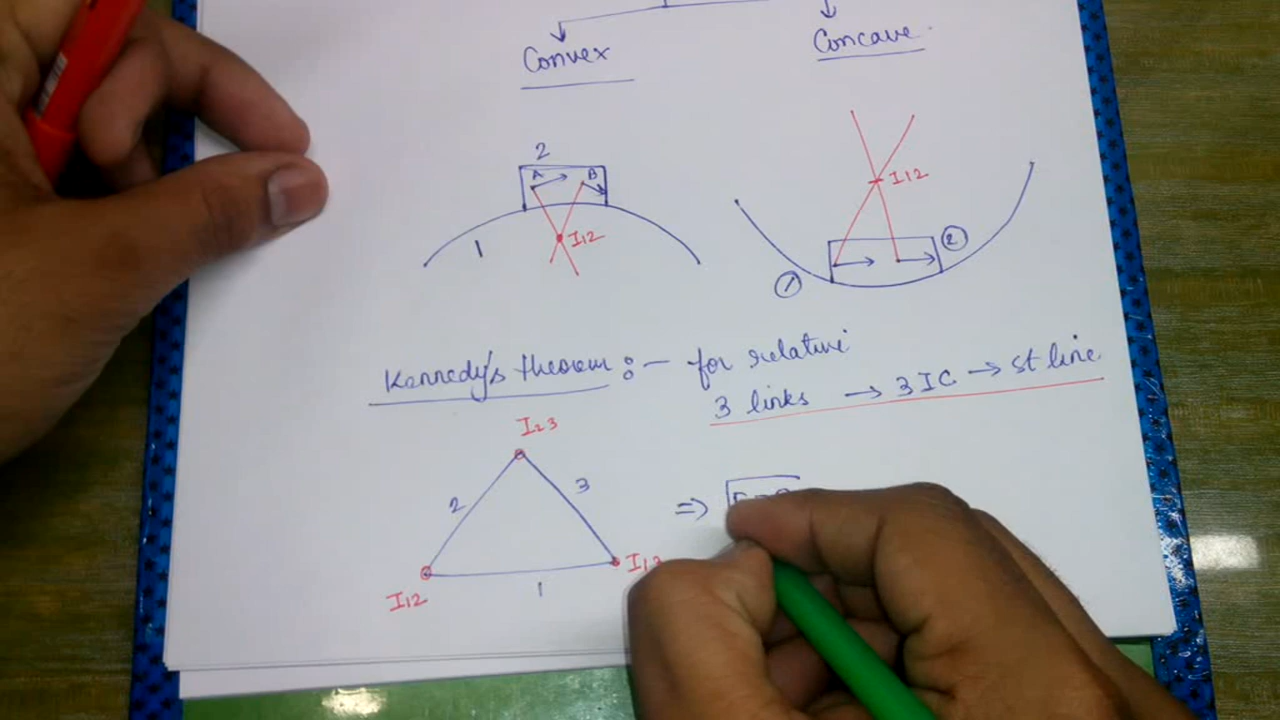 Convex
Concave
2
A B
1
I12
I12
2
1
Kennedy's theorem :— for relative
3 links → 3 IC → st line
I23
2
3
⇒
I12
1